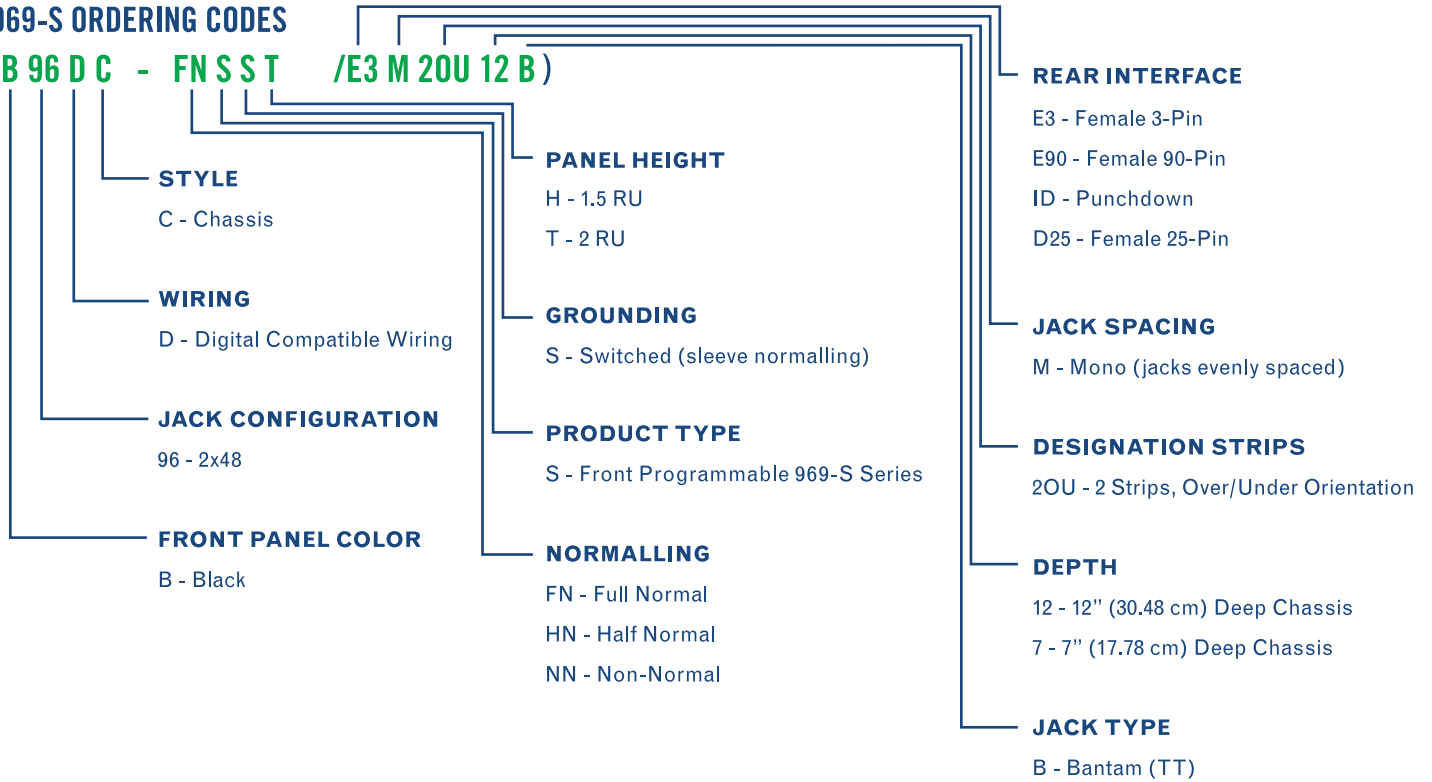 969-S ORDERING CODES
B 96 D C - FN S S T /E3 M 2OU 12 B)
STYLE
C - Chassis
WIRING
D - Digital Compatible Wiring
JACK CONFIGURATION
96 - 2x48
FRONT PANEL COLOR
B - Black
PANEL HEIGHT
H - 1.5 RU
T - 2 RU
GROUNDING
S - Switched (sleeve normalling)
PRODUCT TYPE
S - Front Programmable 969-S Series
NORMALLING
FN - Full Normal
HN - Half Normal
NN - Non-Normal
REAR INTERFACE
E3 - Female 3-Pin
E90 - Female 90-Pin
ID - Punchdown
D25 - Female 25-Pin
JACK SPACING
M - Mono (jacks evenly spaced)
DESIGNATION STRIPS
2OU - 2 Strips, Over/Under Orientation
DEPTH
12 - 12” (30.48 cm) Deep Chassis
7 - 7” (17.78 cm) Deep Chassis
JACK TYPE
B - Bantam (TT)